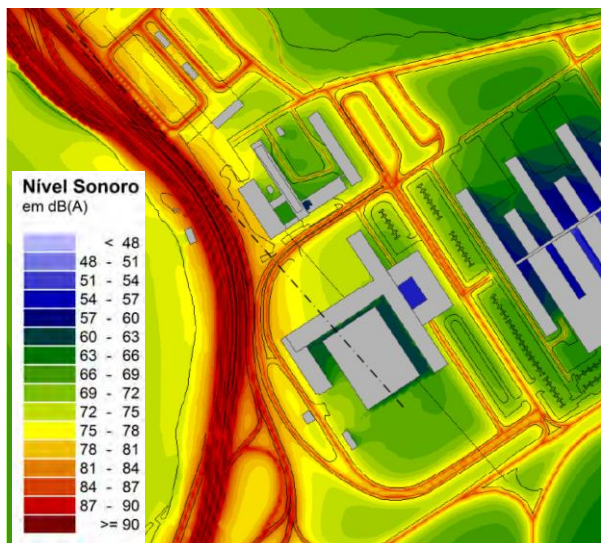 Nível Sonoro
em dB(A)
< 48
48 - 51
51 - 54
54 - 57
57 - 60
60 - 63
63 - 66
66 - 69
69 - 72
72 - 75
75 - 78
78 - 81
81 - 84
84 - 87
87 - 90
>= 90